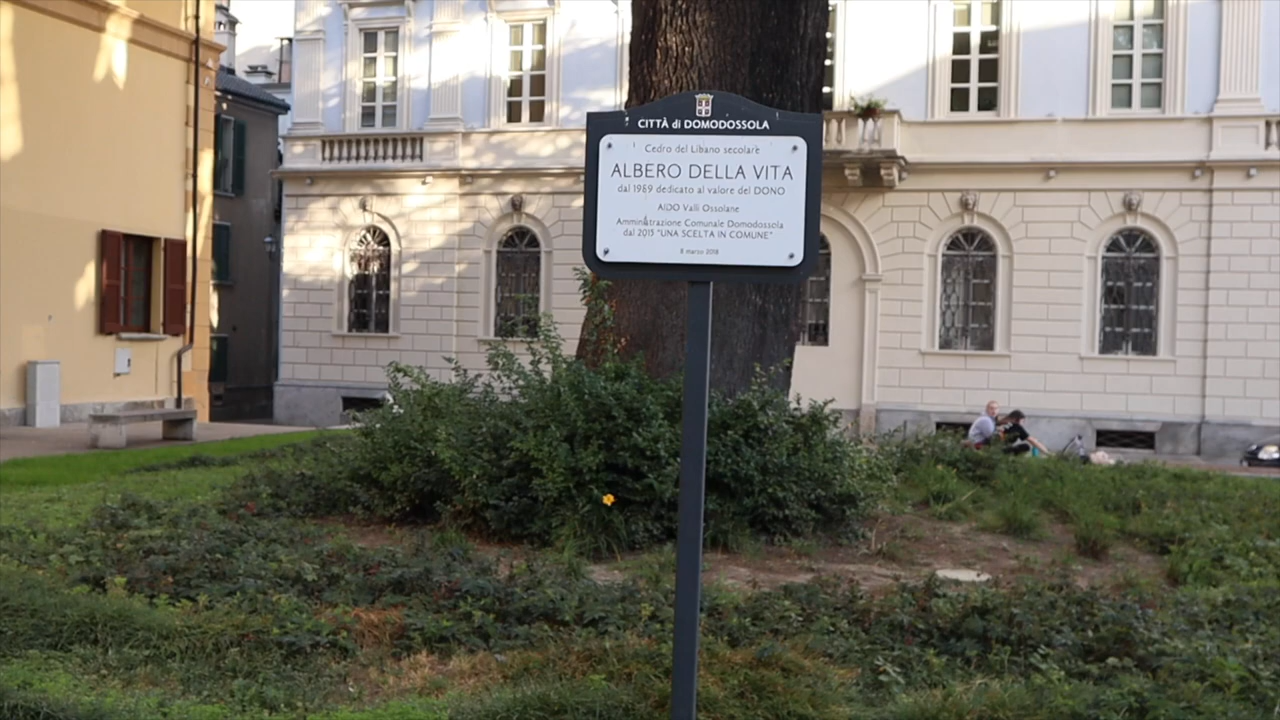 CITTÀ di DOMODOSSOLA
Cedro del Libano secolare
ALBERO DELLA VITA
dal 1989 dedicato al valore del DONO
AIDO Valli Ossolane
Amministrazione Comunale Domodossola
dal 2015 "UNA SCELTA IN COMUNE"
8 marzo 2018